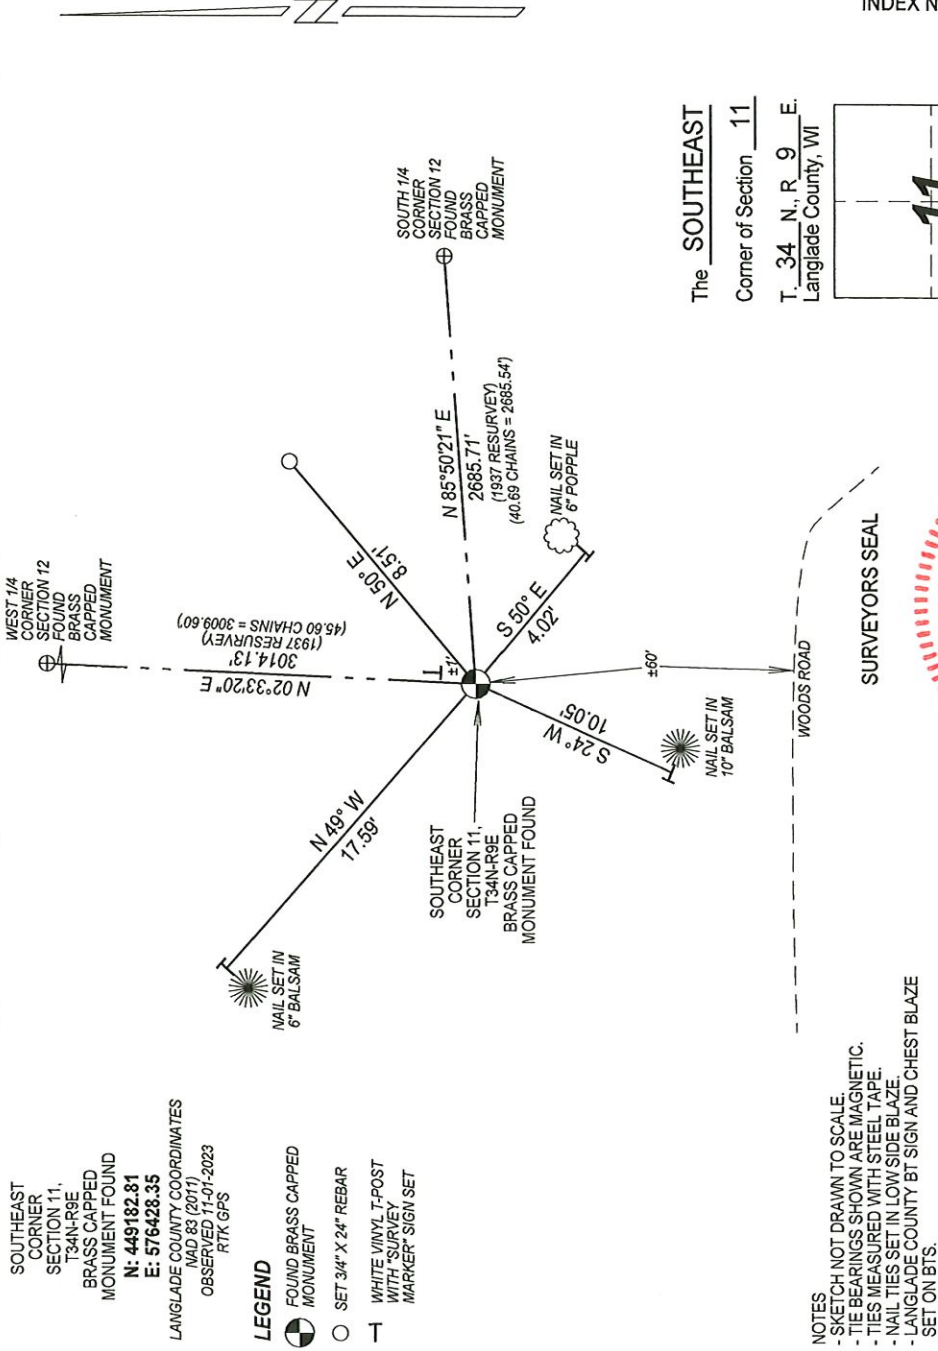 SOUTHEAST
CORNER
SECTION 11,
T34N-R9E
BRASS CAPPED
MONUMENT FOUND
N: 449182.81
E: 576428.35
LANGLADE COUNTY COORDINATES
NAD 83 (2011)
OBSERVED 11-01-2023
RTK GPS
LEGEND
FOUND BRASS CAPPED
MONUMENT
SET 3/4" X 24" REBAR
WHITE VINYL T-POST
WITH "SURVEY
MARKER" SIGN SET
WEST 1/4
CORNER
SECTION 12
FOUND
BRASS
CAPPED
MONUMENT
N 02°33'20" E
3014.13'
(1937 RESURVEY)
(45.60 CHAINS = 3009.60')
N 49° W
17.59'
NAIL SET IN
6" BALSAM
N 50° E
8.51'
SOUTH 1/4
CORNER
SECTION 12
FOUND
BRASS
CAPPED
MONUMENT
N 85°50'21" E
2685.71'
(1937 RESURVEY)
(40.69 CHAINS = 2685.54')
±1'
SOUTHEAST
CORNER
SECTION 11,
T34N-R9E
BRASS CAPPED
MONUMENT FOUND
S 50° E
4.02'
NAIL SET IN
6" POPPLE
S 24° W
10.05'
NAIL SET IN
10" BALSAM
±60'
WOODS ROAD
NOTES
- SKETCH NOT DRAWN TO SCALE.
- TIE BEARINGS SHOWN ARE MAGNETIC.
- TIES MEASURED WITH STEEL TAPE.
- NAIL TIES SET IN LOW SIDE BLAZE.
- LANGLADE COUNTY BT SIGN AND CHEST BLAZE
SET ON BTS.
SURVEYORS SEAL
The SOUTHEAST
Corner of Section 11
T. 34 N., R 9 E.
Langlade County, WI
11
INDEX N